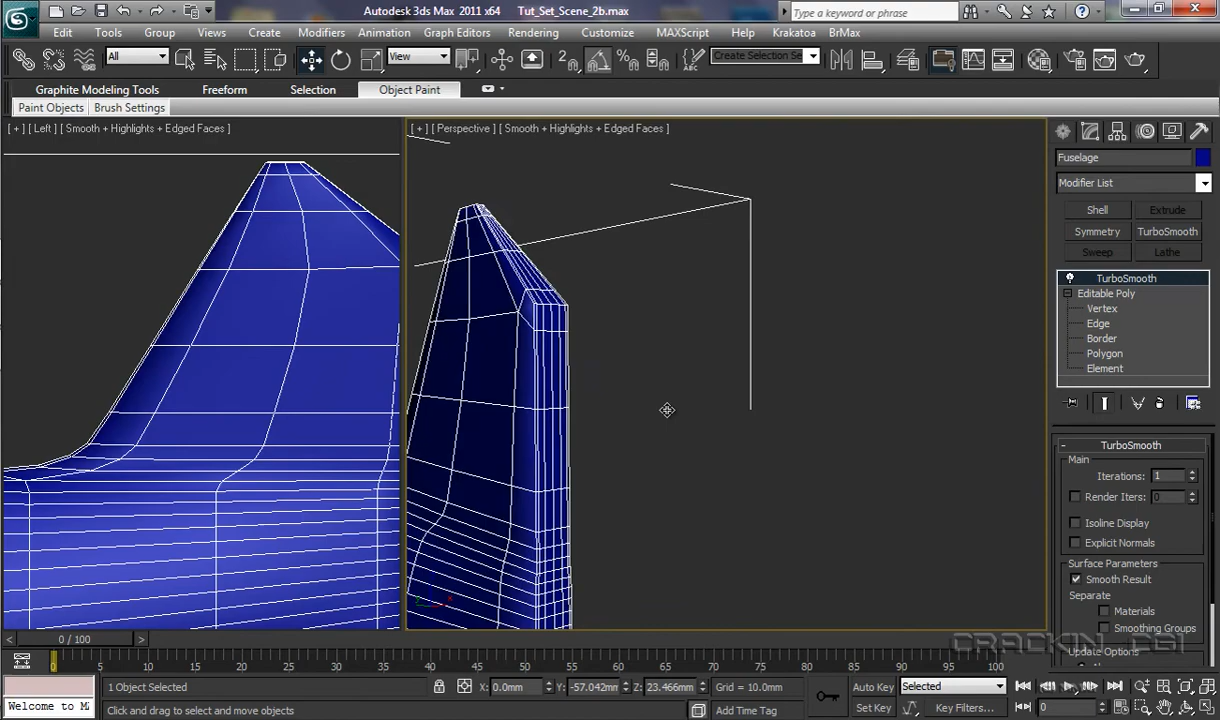 Autodesk 3ds Max 2011 x64 Tut_Set_Scene_2b.max
Type a keyword or phrase
Edit Tools Group Views Create Modifiers Animation Graph Editors Rendering Customize MAXScript Help Krakatoa BrMax
All View Create Selection Se
Graphite Modeling Tools Freeform Selection Object Paint
Paint Objects Brush Settings
[ + ] [ Left ] [ Smooth + Highlights + Edged Faces ] [ + ] [ Perspective ] [ Smooth + Highlights + Edged Faces ]
Fuselage
Modifier List
Shell Extrude
Symmetry TurboSmooth
Sweep Lathe
TurboSmooth
Editable Poly
Vertex
Edge
Border
Polygon
Element
TurboSmooth
Main
Iterations: 1
Render Iters: 0
Isoline Display
Explicit Normals
Surface Parameters
Smooth Result
Separate
Materials
Smoothing Groups
Update Options
CRACKIN_CGI
0 / 100
0 5 10 15 20 25 30 35 40 45 50 55 60 65 70 75 80 85 90 95 100
1 Object Selected X: 0.0mm Y: -57.042mm Z: 23.466mm Grid = 10.0mm Auto Key Selected
Welcome to MA Click and drag to select and move objects Add Time Tag Set Key Key Filters... 0